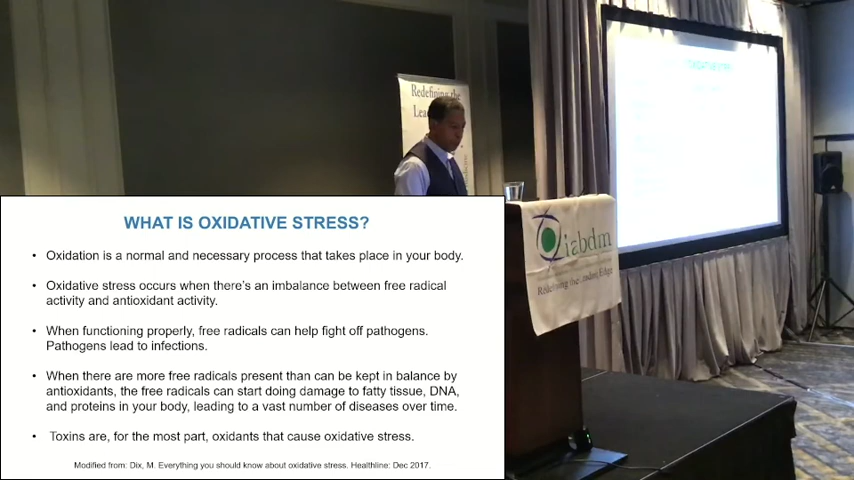 Redefining the
WHAT IS OXIDATIVE STRESS?
• Oxidation is a normal and necessary process that takes place in your body.
• Oxidative stress occurs when there's an imbalance between free radical
activity and antioxidant activity.
• When functioning properly, free radicals can help fight off pathogens.
Pathogens lead to infections.
• When there are more free radicals present than can be kept in balance by
antioxidants, the free radicals can start doing damage to fatty tissue, DNA,
and proteins in your body, leading to a vast number of diseases over time.
• Toxins are, for the most part, oxidants that cause oxidative stress.
Modified from: Dix, M. Everything you should know about oxidative stress. Healthline: Dec 2017.
iabdm
Edge